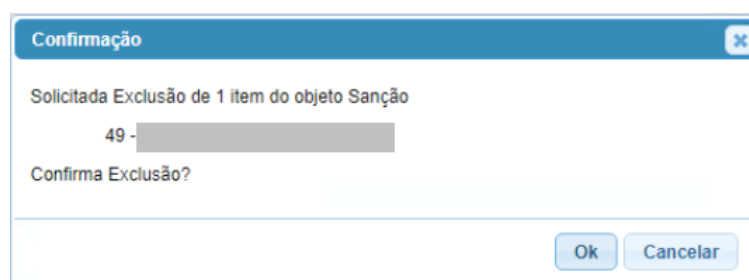 Confirmação
Solicitada Exclusão de 1 item do objeto Sanção
49 -
Confirma Exclusão?
Ok Cancelar